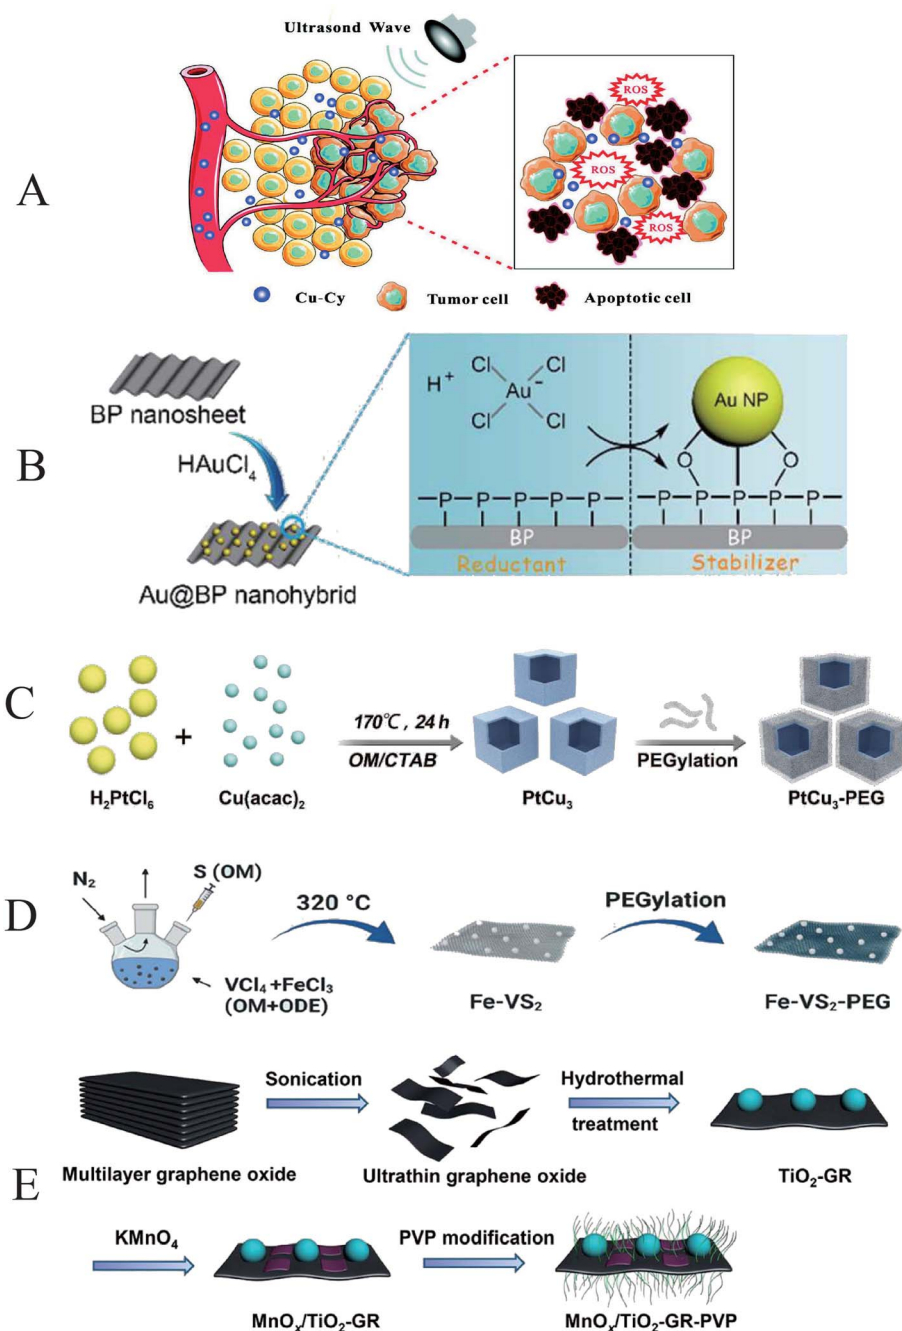 Ultrasond Wave
ROS
ROS
ROS
A
Cu-Cy Tumor cell Apoptotic cell
BP nanosheet
HAuCl4
Au@BP nanohybrid
B
H+
Cl Cl
Au−
Cl Cl
P P P P P
BP
Reductant
Au NP
O O
P P P P P
BP
Stabilizer
C
H2PtCl6
+
Cu(acac)2
170℃ , 24 h
OM/CTAB
PtCu3
PEGylation
PtCu3-PEG
D
N2
S (OM)
VCl4 +FeCl3
(OM+ODE)
320 °C
Fe-VS2
PEGylation
Fe-VS2-PEG
E
Multilayer graphene oxide
Sonication
Ultrathin graphene oxide
Hydrothermal
treatment
TiO2-GR
KMnO4
MnOx/TiO2-GR
PVP modification
MnOx/TiO2-GR-PVP